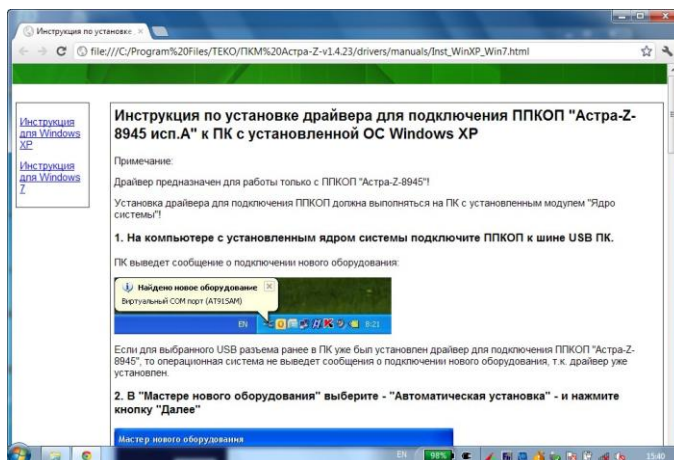 Инструкция по установке
file:///C:/Program%20Files/ТЕКО/ПКМ%20Астра-Z-v1.4.23/drivers/manuals/Inst_WinXP_Win7.html
Инструкция
для Windows
XP
Инструкция
для Windows
7
Инструкция по установке драйвера для подключения ППКОП "Астра-Z-
8945 исп.А" к ПК с установленной ОС Windows XP
Примечание:
Драйвер предназначен для работы только с ППКОП "Астра-Z-8945"!
Установка драйвера для подключения ППКОП должна выполняться на ПК с установленным модулем "Ядро
системы"!
1. На компьютере с установленным ядром системы подключите ППКОП к шине USB ПК.
ПК выведет сообщение о подключении нового оборудования:
Найдено новое оборудование
Виртуальный COM порт (AT91SAM)
EN
8:21
Если для выбранного USB разъема ранее в ПК уже был установлен драйвер для подключения ППКОП "Астра-Z-
8945", то операционная система не выведет сообщения о подключении нового оборудования, т.к. драйвер уже
установлен.
2. В "Мастере нового оборудования" выберите - "Автоматическая установка" - и нажмите
кнопку "Далее"
Мастер нового оборудования
EN
98%
15:40